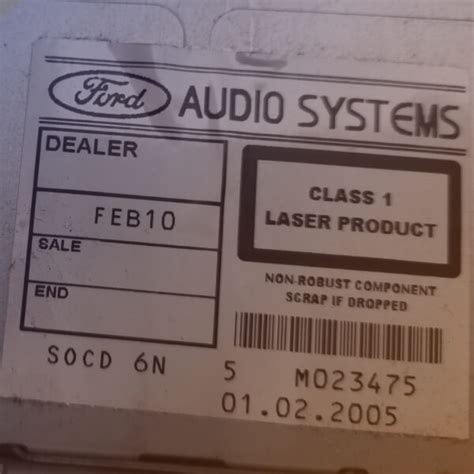 Ford AUDIO SYSTEMS
DEALER
FEB10
SALE
END
CLASS 1
LASER PRODUCT
NON-ROBUST COMPONENT
SCRAP IF DROPPED
SOCD 6N 5 M023475
01.02.2005